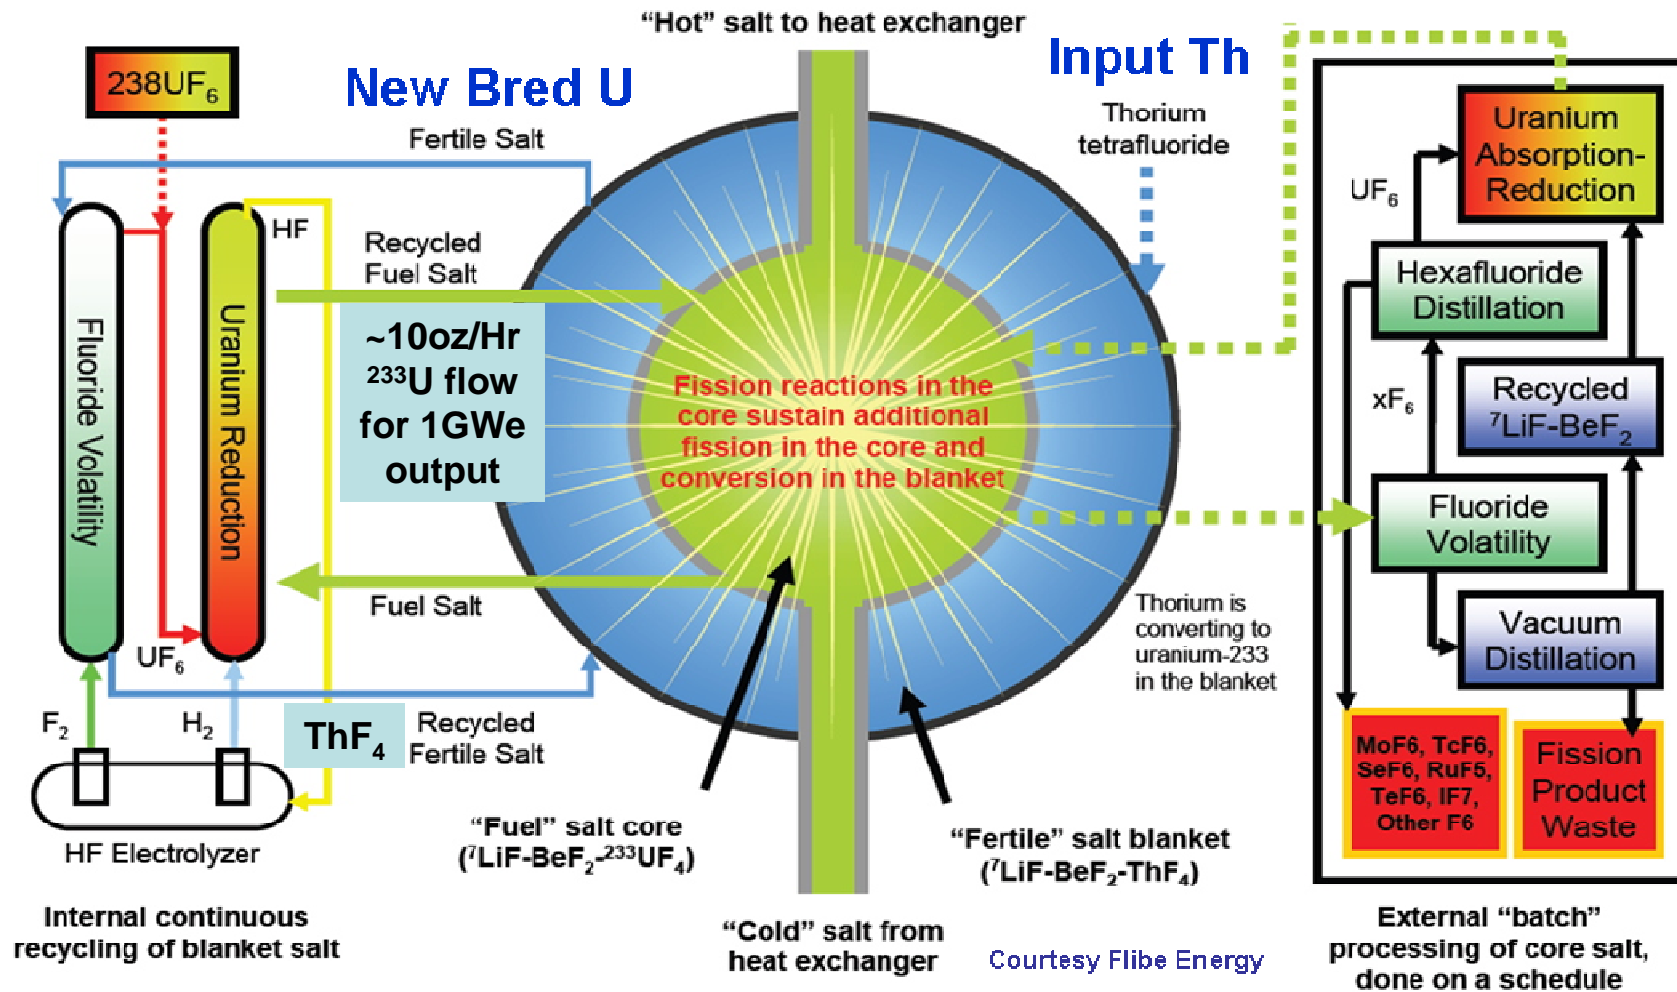 “Hot” salt to heat exchanger
238UF6
New Bred U
Input Th
Fertile Salt
Thorium
tetrafluoride
HF
Recycled
Fuel Salt
~10oz/Hr
²³³U flow
for 1GWe
output
Fluoride Volatility
Uranium Reduction
Fission reactions in the
core sustain additional
fission in the core and
conversion in the blanket
Fuel Salt
UF6
F2
H2
ThF4
Recycled
Fertile Salt
HF Electrolyzer
Internal continuous
recycling of blanket salt
“Fuel” salt core
(⁷LiF-BeF2-²³³UF4)
“Fertile” salt blanket
(⁷LiF-BeF2-ThF4)
“Cold” salt from
heat exchanger
Courtesy Flibe Energy
Thorium is
converting to
uranium-233
in the blanket
Uranium
Absorption-
Reduction
UF6
Hexafluoride
Distillation
xF6
Recycled
⁷LiF-BeF2
Fluoride
Volatility
Vacuum
Distillation
MoF6, TcF6,
SeF6, RuF5,
TeF6, IF7,
Other F6
Fission
Product
Waste
External “batch”
processing of core salt,
done on a schedule